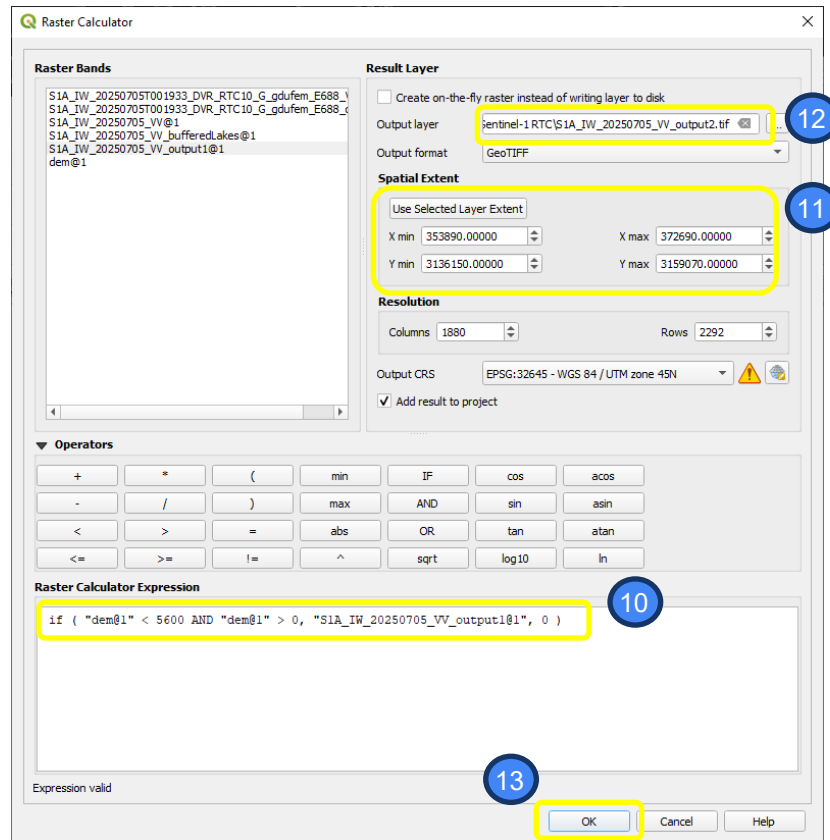 Raster Calculator
Raster Bands
S1A_IW_20250705T001933_DVR_RTC10_G_gdufem_E688_
S1A_IW_20250705T001933_DVR_RTC10_G_gdufem_E688_
S1A_IW_20250705_VV@1
S1A_IW_20250705_VV_bufferedLakes@1
S1A_IW_20250705_VV_output1@1
dem@1
Result Layer
Create on-the-fly raster instead of writing layer to disk
Output layer
Sentinel-1 RTC\S1A_IW_20250705_VV_output2.tif
...
12
Output format
GeoTIFF
Spatial Extent
11
Use Selected Layer Extent
X min 353890.00000 X max 372690.00000
Y min 3136150.00000 Y max 3159070.00000
Resolution
Columns 1880 Rows 2292
Output CRS EPSG:32645 - WGS 84 / UTM zone 45N
Add result to project
Operators
+ * ( min IF cos acos
- / ) max AND sin asin
< > = abs OR tan atan
<= >= != ^ sqrt log10 ln
Raster Calculator Expression
10
if ( "dem@1" < 5600 AND "dem@1" > 0, "S1A_IW_20250705_VV_output1@1", 0 )
Expression valid
13
OK Cancel Help